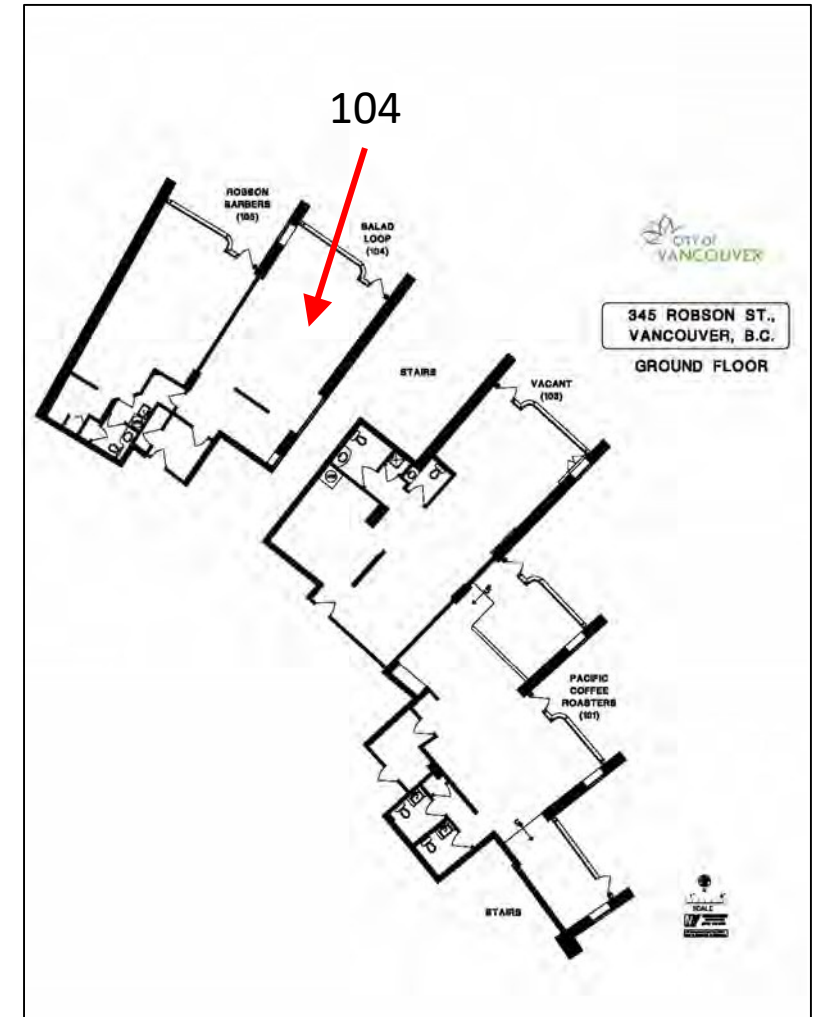 104
ROBSON
BARBERS
(105)
SALAD
LOOP
(104)
CITY OF
VANCOUVER
345 ROBSON ST.,
VANCOUVER, B.C.
GROUND FLOOR
STAIRS
VACANT
(103)
PACIFIC
COFFEE
ROASTERS
(101)
STAIRS
SCALE